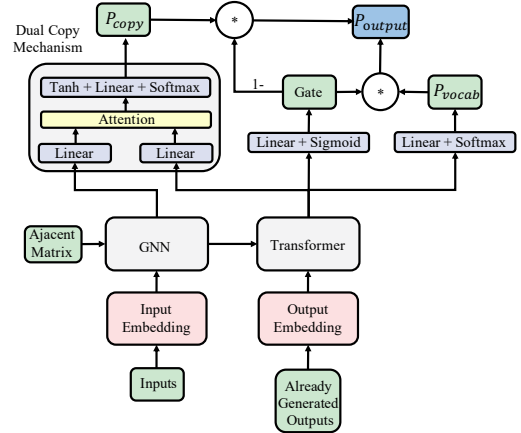 P_copy
*
P_output
Dual Copy
Mechanism
Tanh + Linear + Softmax
1-
Gate
*
P_vocab
Attention
Linear
Linear
Linear + Sigmoid
Linear + Softmax
Ajacent
Matrix
GNN
Transformer
Input
Embedding
Output
Embedding
Inputs
Already
Generated
Outputs